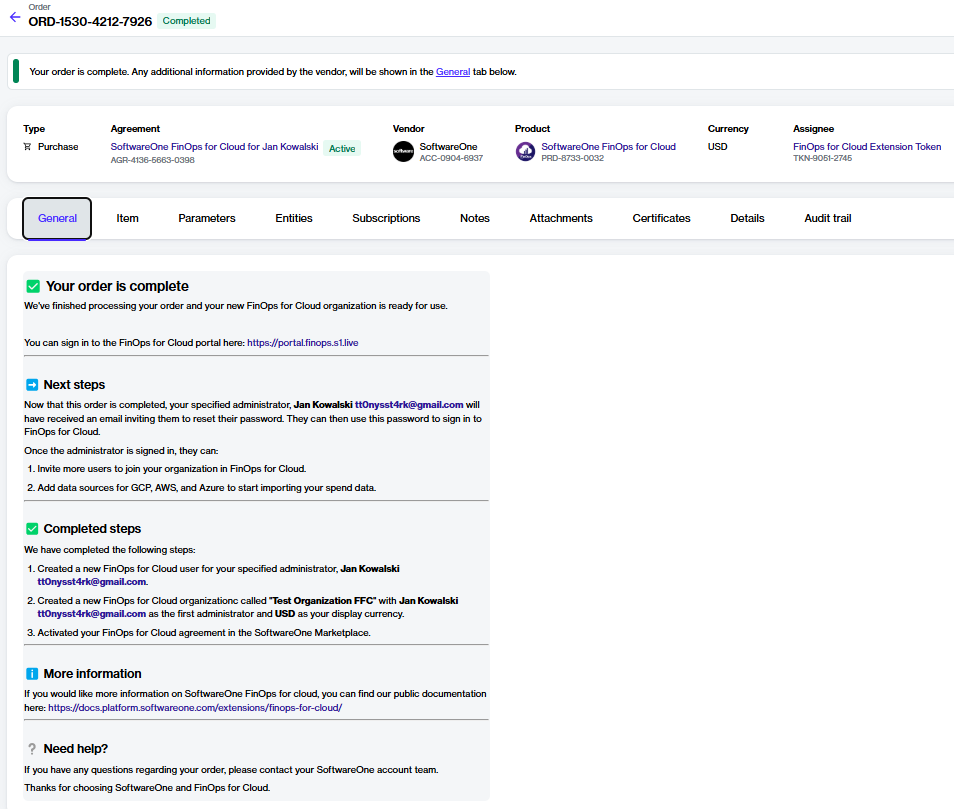 Order
ORD-1530-4212-7926 Completed
Your order is complete. Any additional information provided by the vendor, will be shown in the General tab below.
Type Agreement Vendor Product Currency Assignee
Purchase SoftwareOne FinOps for Cloud for Jan Kowalski Active SoftwareOne SoftwareOne FinOps for Cloud USD FinOps for Cloud Extension Token
AGR-4136-5663-0398 ACC-0904-6937 PRD-8733-0032 TKN-9051-2745
General Item Parameters Entities Subscriptions Notes Attachments Certificates Details Audit trail
Your order is complete
We've finished processing your order and your new FinOps for Cloud organization is ready for use.
You can sign in to the FinOps for Cloud portal here: https://portal.finops.s1.live
Next steps
Now that this order is completed, your specified administrator, Jan Kowalski tt0nysst4rk@gmail.com will
have received an email inviting them to reset their password. They can then use this password to sign in to
FinOps for Cloud.
Once the administrator is signed in, they can:
1. Invite more users to join your organization in FinOps for Cloud.
2. Add data sources for GCP, AWS, and Azure to start importing your spend data.
Completed steps
We have completed the following steps:
1. Created a new FinOps for Cloud user for your specified administrator, Jan Kowalski
tt0nysst4rk@gmail.com.
2. Created a new FinOps for Cloud organizationc called "Test Organization FFC" with Jan Kowalski
tt0nysst4rk@gmail.com as the first administrator and USD as your display currency.
3. Activated your FinOps for Cloud agreement in the SoftwareOne Marketplace.
More information
If you would like more information on SoftwareOne FinOps for cloud, you can find our public documentation
here: https://docs.platform.softwareone.com/extensions/finops-for-cloud/
Need help?
If you have any questions regarding your order, please contact your SoftwareOne account team.
Thanks for choosing SoftwareOne and FinOps for Cloud.